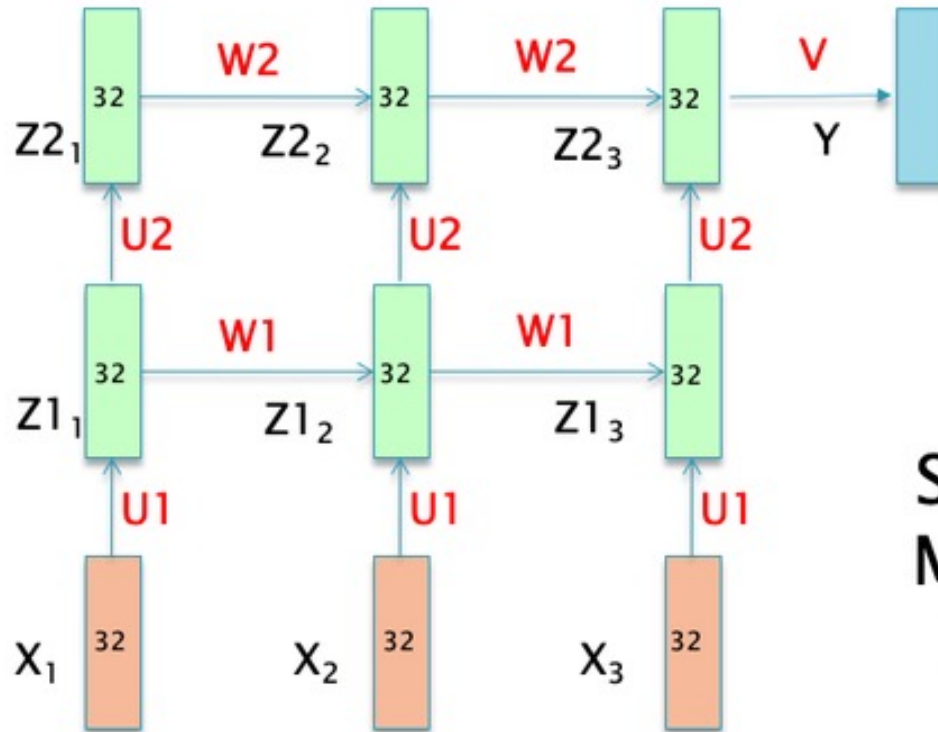 W2 W2 V
32 32 32
Z2₁ Z2₂ Z2₃ Y
U2 U2 U2
W1 W1
32 32 32
Z1₁ Z1₂ Z1₃
U1 U1 U1
32 32 32
X₁ X₂ X₃